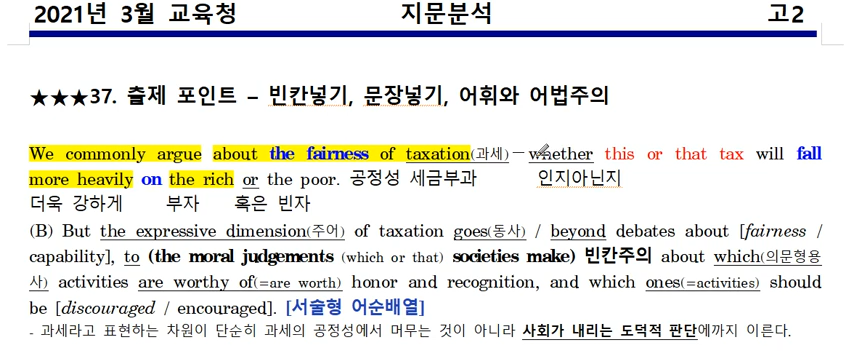 2021년 3월 교육청 지문분석 고2
★★★37. 출제 포인트 – 빈칸넣기, 문장넣기, 어휘와 어법주의
We commonly argue about the fairness of taxation(과세)－whether this or that tax will fall
more heavily on the rich or the poor. 공정성 세금부과 인지아닌지
더욱 강하게 부자 혹은 빈자
(B) But the expressive dimension(주어) of taxation goes(동사) / beyond debates about [fairness /
capability], to (the moral judgements (which or that) societies make) 빈칸주의 about which(의문형용
사) activities are worthy of(=are worth) honor and recognition, and which ones(=activities) should
be [discouraged / encouraged]. [서술형 어순배열]
- 과세라고 표현하는 차원이 단순히 과세의 공정성에서 머무는 것이 아니라 사회가 내리는 도덕적 판단에까지 이른다.